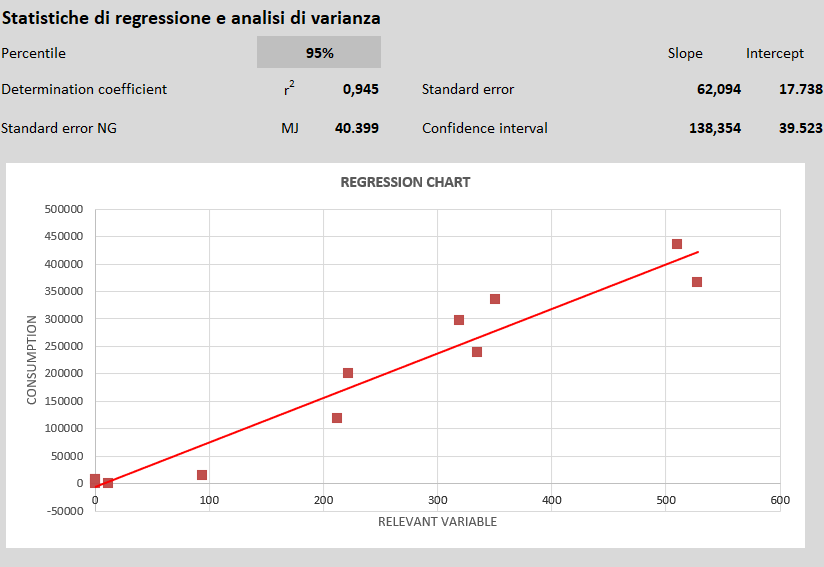 Statistiche di regressione e analisi di varianza
Percentile 95% Slope Intercept
Determination coefficient r2 0,945 Standard error 62,094 17.738
Standard error NG MJ 40.399 Confidence interval 138,354 39.523
REGRESSION CHART
500000
450000
400000
350000
300000
250000
200000
150000
100000
50000
0
-50000
CONSUMPTION
0 100 200 300 400 500 600
RELEVANT VARIABLE